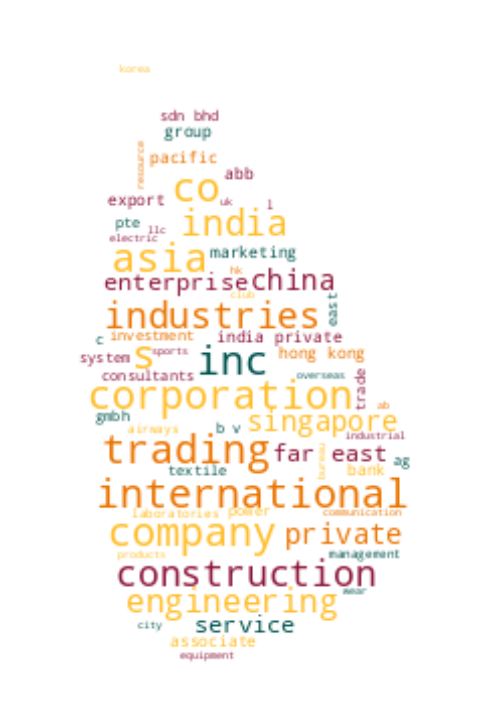 korea
sdn bhd
group
resource
pacific
abb
co
export
uk
l
india
pte
llc
electric
asia
marketing
hk
enterprise
china
club
industries
east
c
investment
india private
s
sports
inc
hong kong
system
consultants
overseas
trade
corporation
ab
gmbh
singapore
airways
b v
industrial
trading
far east
bureau
ag
textile
bank
international
laboratories
power
communication
company
private
products
management
construction
engineering
wear
city
service
associate
equipment